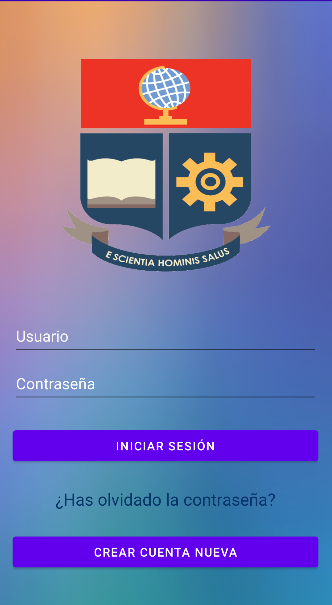 E SCIENTIA HOMINIS SALUS
Usuario
Contraseña
INICIAR SESIÓN
¿Has olvidado la contraseña?
CREAR CUENTA NUEVA